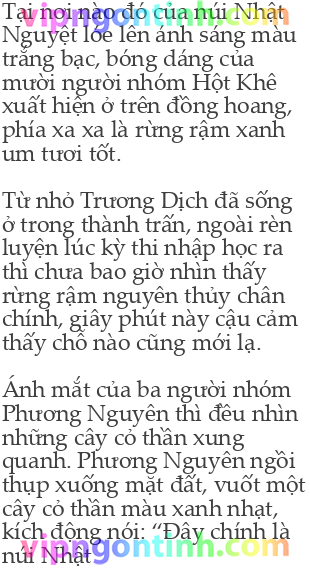 Tại nơi nào đó của núi Nhật
Nguyệt lóe lên ánh sáng màu
trắng bạc, bóng dáng của
mười người nhóm Hột Khê
xuất hiện ở trên đồng hoang,
phía xa xa là rừng rậm xanh
um tươi tốt.
Từ nhỏ Trương Dịch đã sống
ở trong thành trấn, ngoài rèn
luyện lúc kỳ thi nhập học ra
thì chưa bao giờ nhìn thấy
rừng rậm nguyên thủy chân
chính, giây phút này cậu cảm
thấy chỗ nào cũng mới lạ.
Ánh mắt của ba người nhóm
Phương Nguyên thì đều nhìn
những cây cỏ thần xung
quanh. Phương Nguyên ngồi
thụp xuống mặt đất, vuốt một
cây cỏ thần màu xanh nhạt,
kích động nói: “Đây chính là
núi Nhật
vipngontinh.com
vipngontinh.com